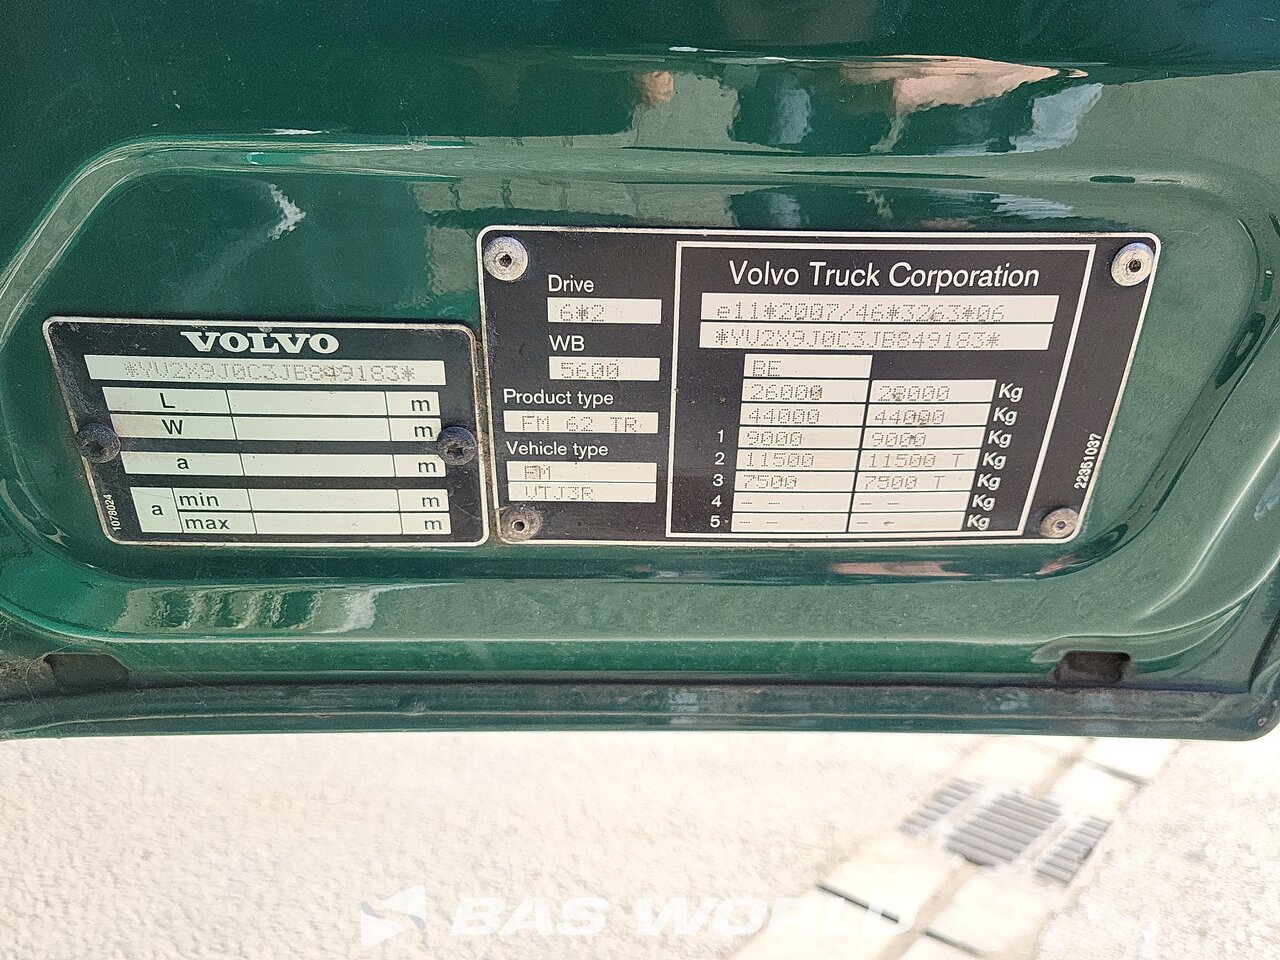 VOLVO
*YV2X9J0C3JB849183*
L m
W m
a m
a min m
max m
1078024
Drive
6*2
WB
5600
Product type
FM 62 TR
Vehicle type
FM
VTJ3R
Volvo Truck Corporation
e11*2007/46*3263*06
*YV2X9J0C3JB849183*
BE
26000 28000 Kg
44000 44000 Kg
1 9000 9000 Kg
2 11500 11500 T Kg
3 7500 7500 T Kg
4 -- -- Kg
5 -- -- Kg
22351037
BAS WORLD